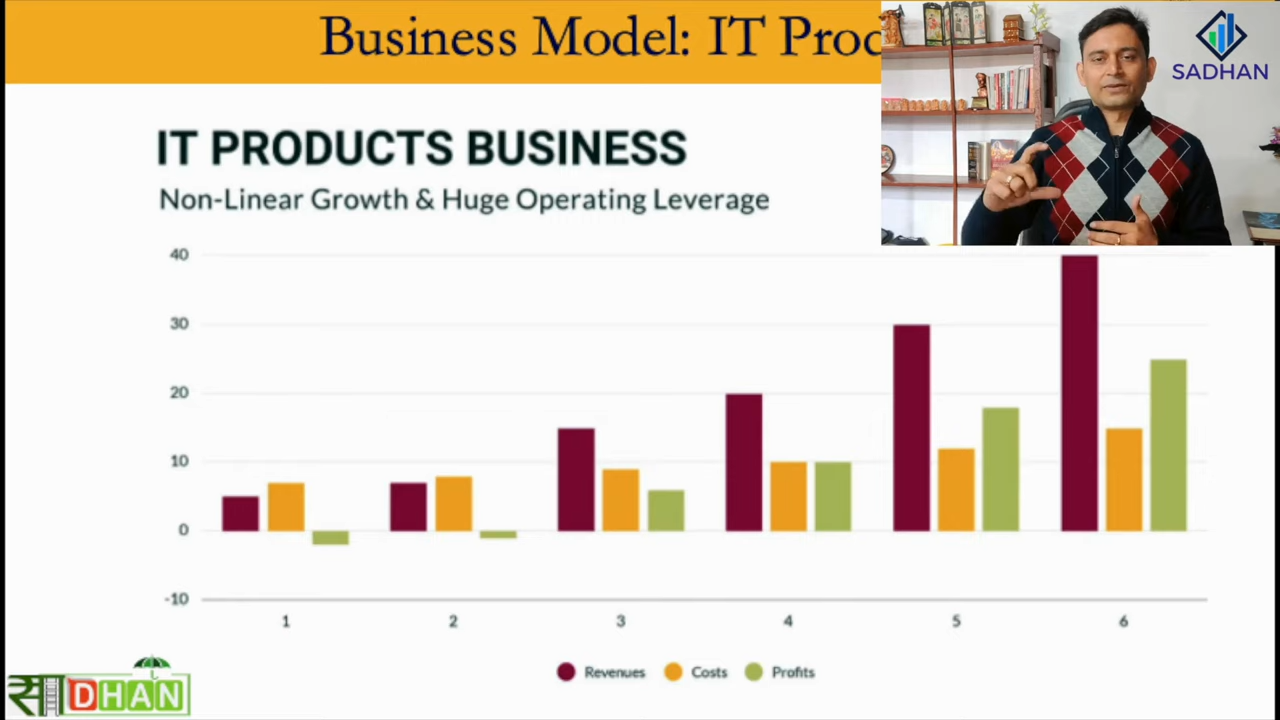 Business Model: IT Prod
SADHAN
IT PRODUCTS BUSINESS
Non-Linear Growth & Huge Operating Leverage
40
30
20
10
0
-10
1 2 3 4 5 6
Revenues Costs Profits
साDHAN